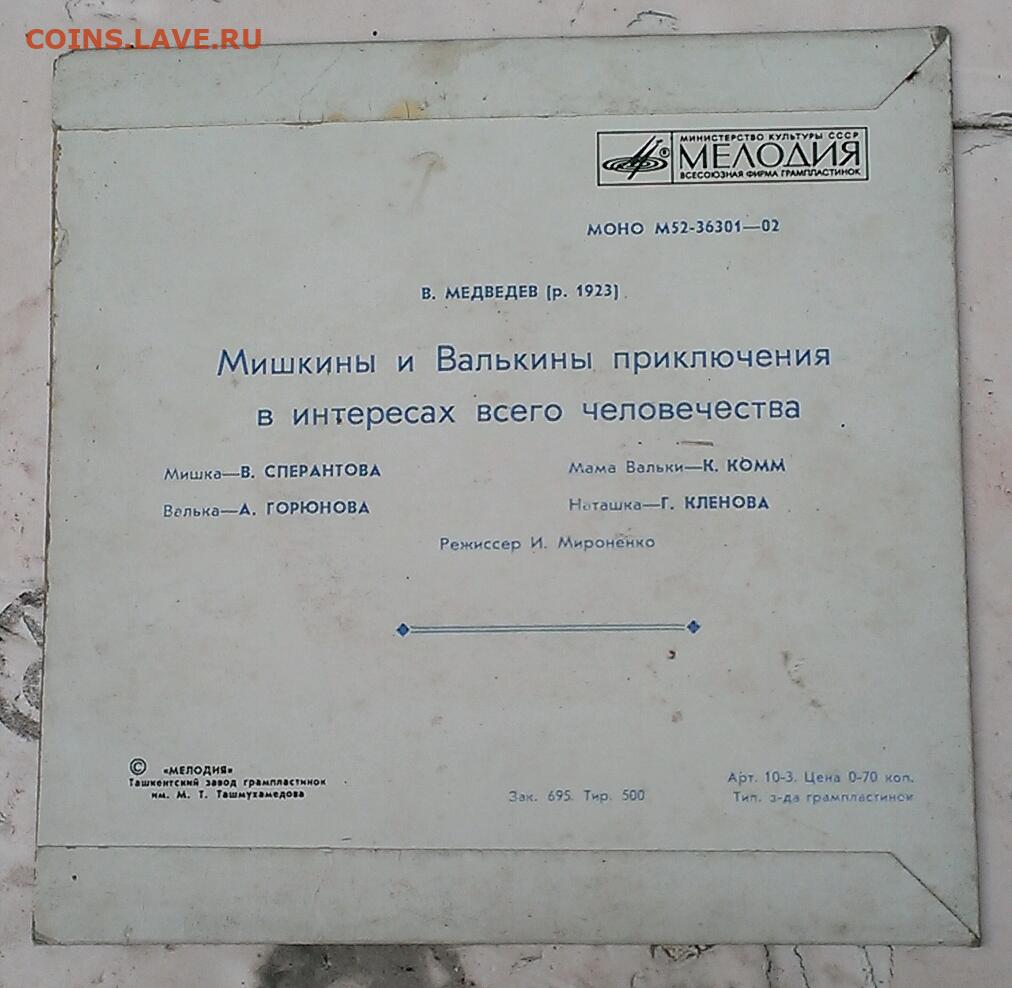 COINS.LAVE.RU
МИНИСТЕРСТВО КУЛЬТУРЫ СССР
МЕЛОДИЯ
ВСЕСОЮЗНАЯ ФИРМА ГРАМПЛАСТИНОК
МОНО М52-36301—02
В. МЕДВЕДЕВ (р. 1923)
Мишкины и Валькины приключения
в интересах всего человечества
Мишка—В. СПЕРАНТОВА
Мама Вальки—К. КОММ
Валька—А. ГОРЮНОВА
Наташка—Г. КЛЕНОВА
Режиссер И. Мироненко
© «МЕЛОДИЯ»
Ташкентский завод грампластинок
им. М. Т. Ташмухамедова
Зак. 695. Тир. 500
Арт. 10-3. Цена 0-70 коп.
Тип. з-да грампластинок